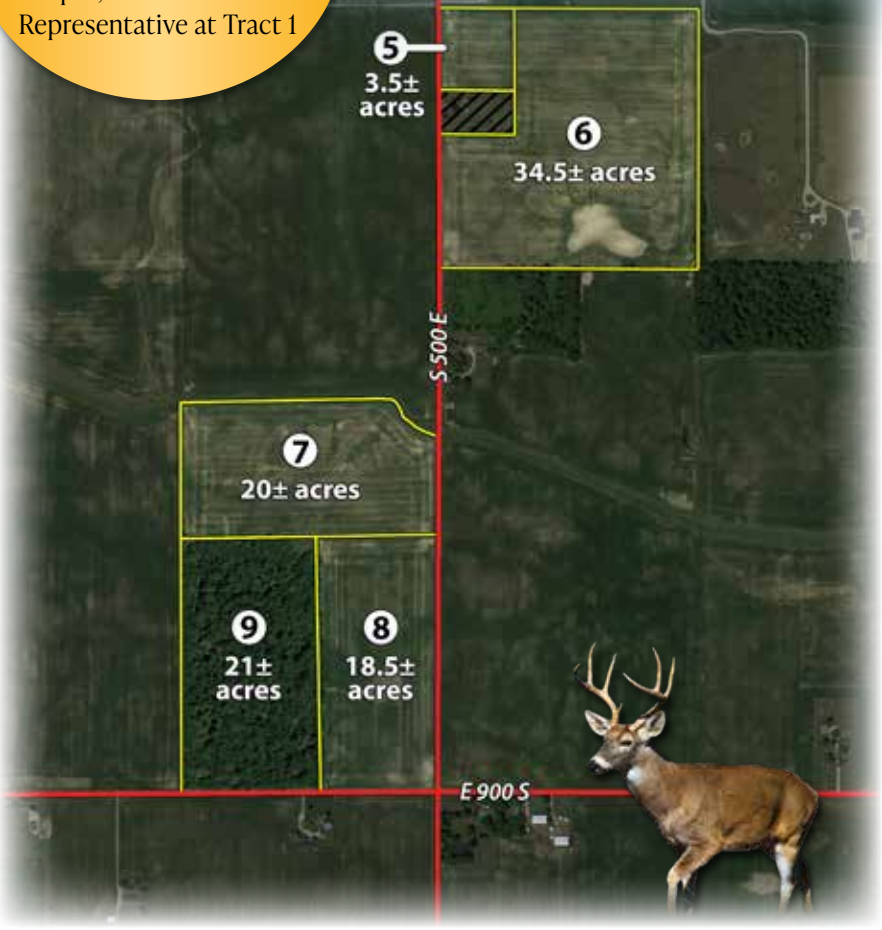 Representative at Tract 1
5
3.5±
acres
6
34.5± acres
S 500 E
7
20± acres
9
21±
acres
8
18.5±
acres
E 900 S